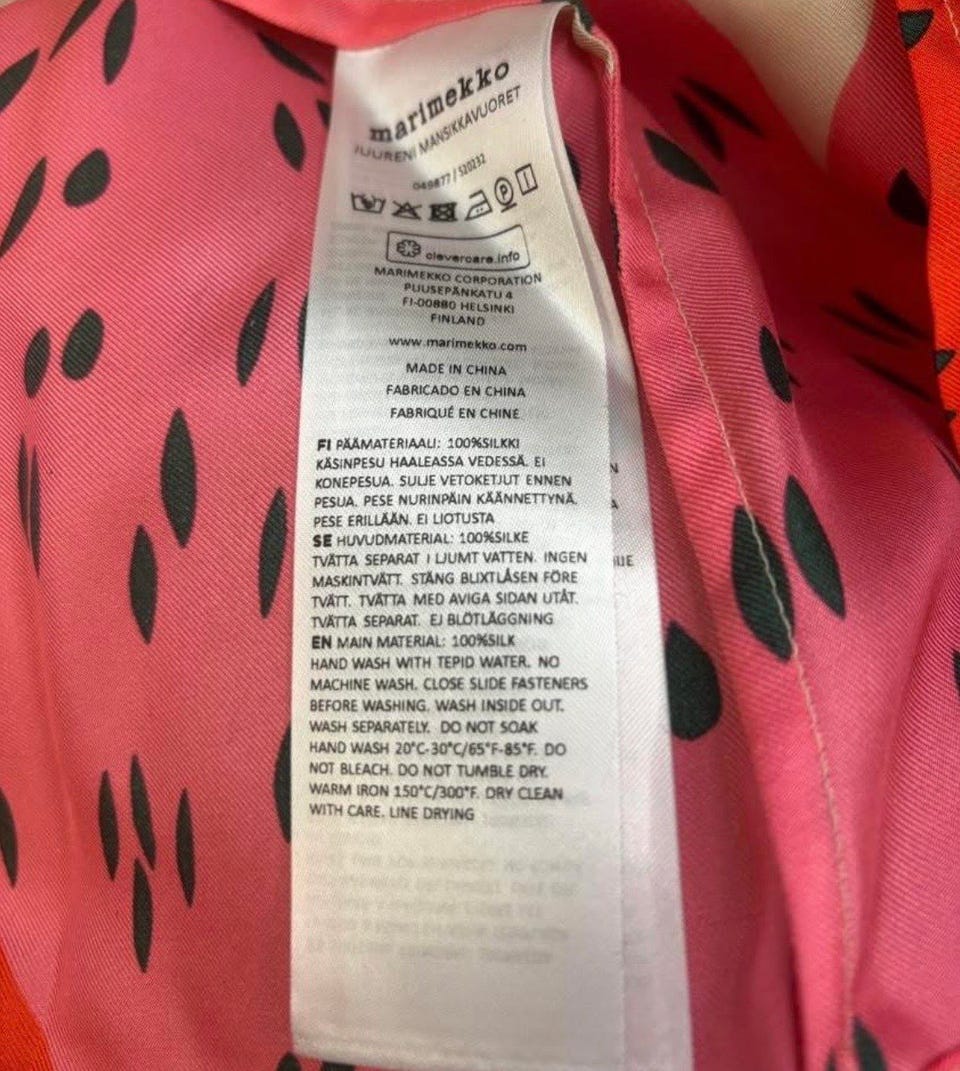 marimekko
JUURENI MANSIKKAVUORET
049877 / 520232
P
clevercare.info
MARIMEKKO CORPORATION
PUUSEPÄNKATU 4
FI-00880 HELSINKI
FINLAND
www.marimekko.com
MADE IN CHINA
FABRICADO EN CHINA
FABRIQUÉ EN CHINE
FI PÄÄMATERIAALI: 100%SILKKI
KÄSINPESU HAALEASSA VEDESSÄ. EI
KONEPESUA. SULJE VETOKETJUT ENNEN
PESUA. PESE NURINPÄIN KÄÄNNETTYNÄ.
PESE ERILLÄÄN. EI LIOTUSTA
SE HUVUDMATERIAL: 100%SILKE
TVÄTTA SEPARAT I LJUMT VATTEN. INGEN
MASKINTVÄTT. STÄNG BLIXTLÅSEN FÖRE
TVÄTT. TVÄTTA MED AVIGA SIDAN UTÅT.
TVÄTTA SEPARAT. EJ BLÖTLÄGGNING
EN MAIN MATERIAL: 100%SILK
HAND WASH WITH TEPID WATER. NO
MACHINE WASH. CLOSE SLIDE FASTENERS
BEFORE WASHING. WASH INSIDE OUT.
WASH SEPARATELY. DO NOT SOAK
HAND WASH 20°C-30°C/65°F-85°F. DO
NOT BLEACH. DO NOT TUMBLE DRY.
WARM IRON 150°C/300°F. DRY CLEAN
WITH CARE. LINE DRYING